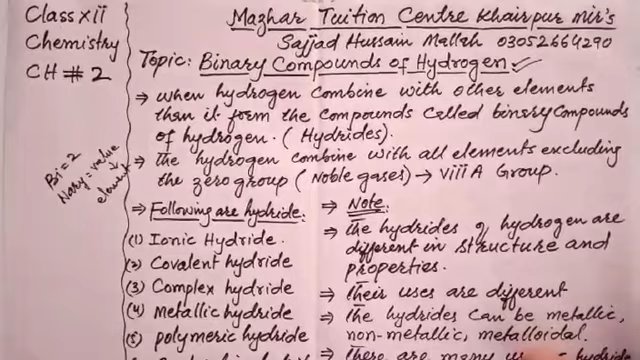 Class xii
Chemistry
CH # 2
Mazhar Tuition Centre Khairpur Mir's
Sajjad Hussain Mallah 03052664290
Topic: Binary Compounds of Hydrogen ✓
→ when hydrogen combine with other elements
then it form the compounds called binary compounds
of hydrogen. (Hydrides).
→ The hydrogen combine with all elements excluding
the zero group (Noble gases) → VIII A Group.
Bi = 2
Nary = value
↓
element
⇒ Following are hydride:
(1) Ionic Hydride.
(2) Covalent hydride
(3) Complex hydride
(4) Metallic hydride
(5) polymeric hydride
⇒ Note:
⇒ The hydrides of hydrogen are
different in structure and
properties.
⇒ Their uses are different
⇒ The hydrides can be metallic,
non-metallic, metalloidal.
⇒ There are many hydride